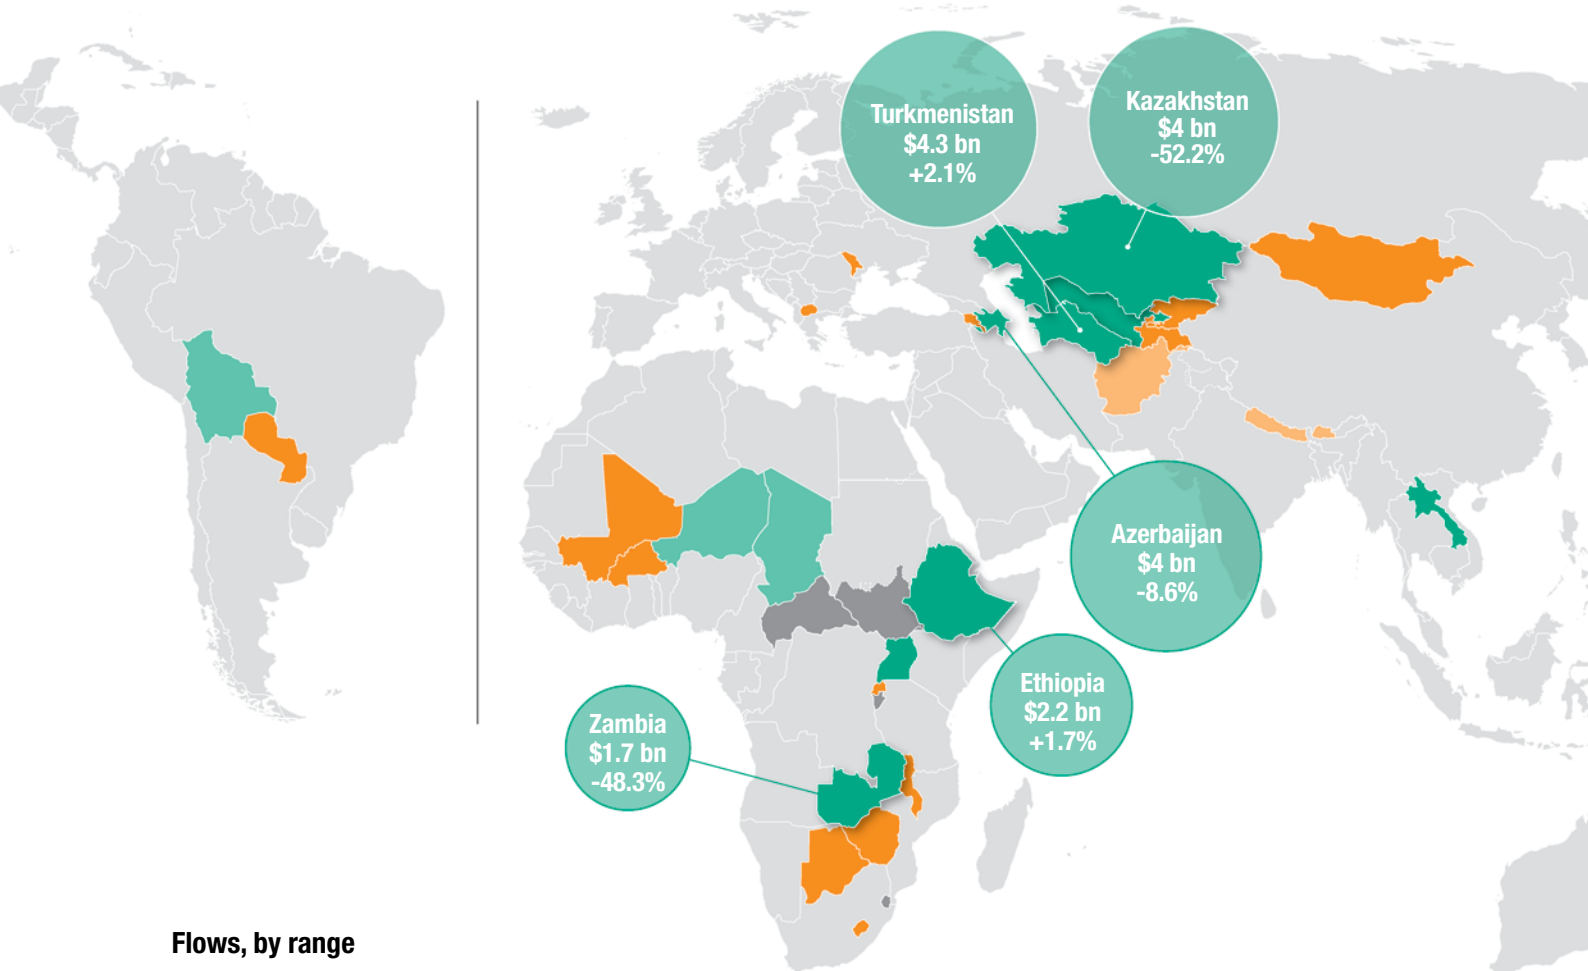 Turkmenistan
$4.3 bn
+2.1%
Kazakhstan
$4 bn
-52.2%
Azerbaijan
$4 bn
-8.6%
Ethiopia
$2.2 bn
+1.7%
Zambia
$1.7 bn
-48.3%
Flows, by range